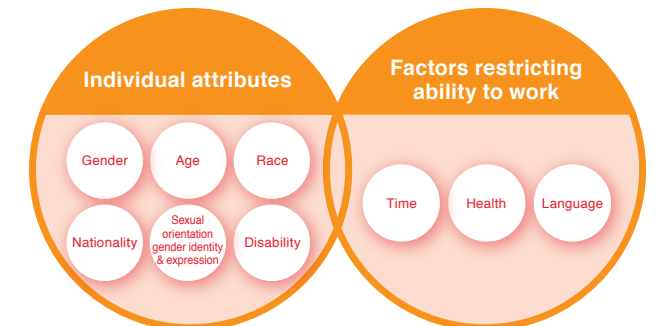 Individual attributes
Factors restricting
ability to work
Gender
Age
Race
Nationality
Sexual
orientation
gender identity
& expression
Disability
Time
Health
Language